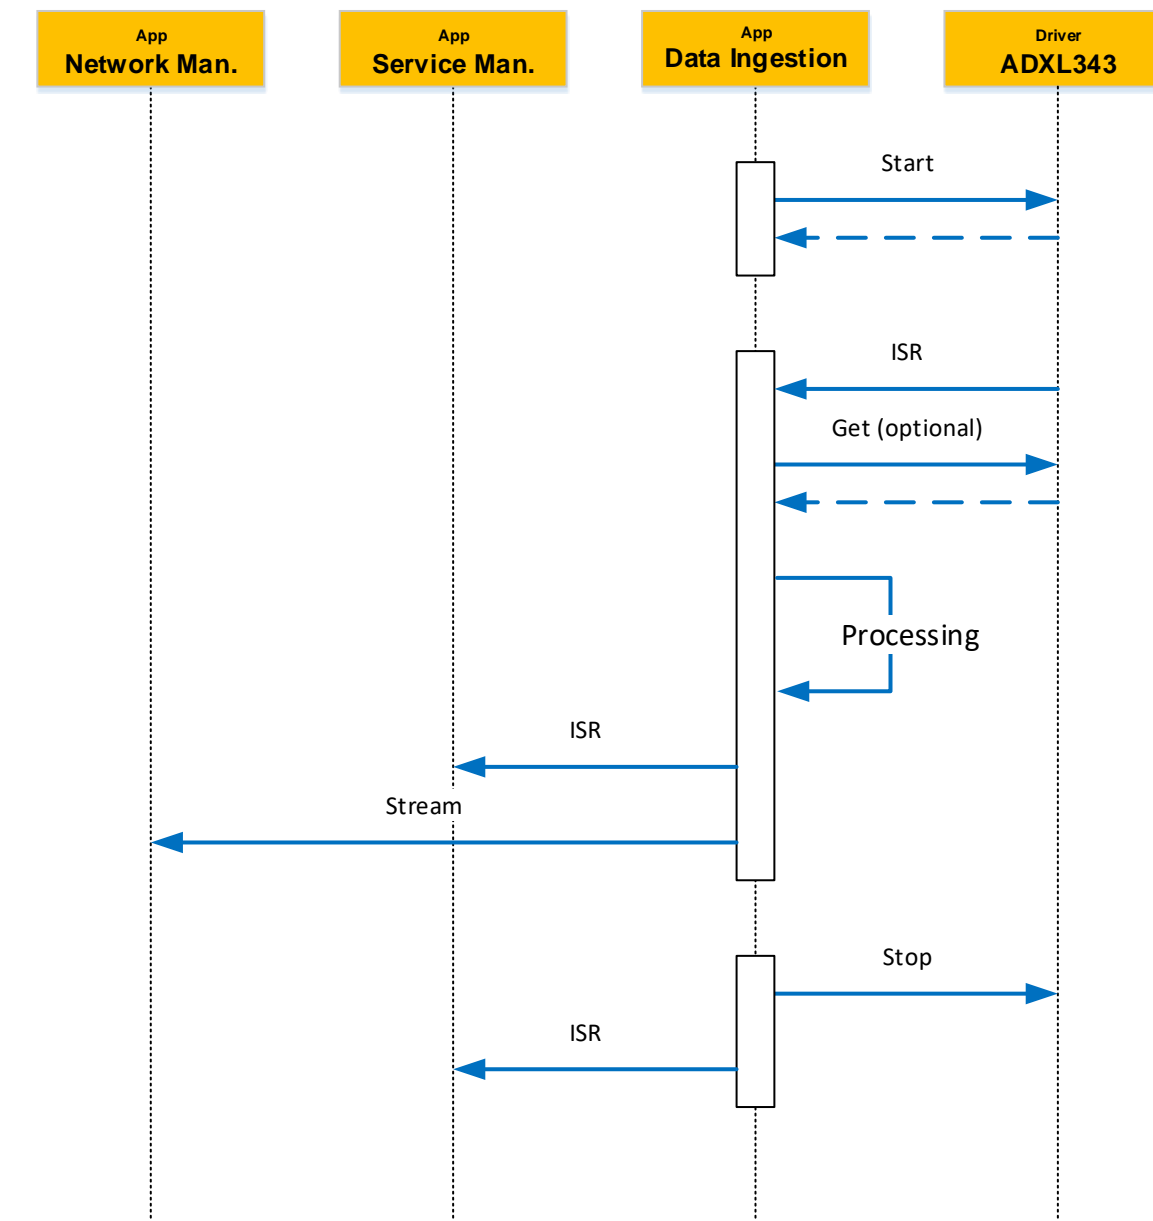 App
Network Man.
App
Service Man.
App
Data Ingestion
Driver
ADXL343
Start
ISR
Get (optional)
Processing
ISR
Stream
Stop
ISR